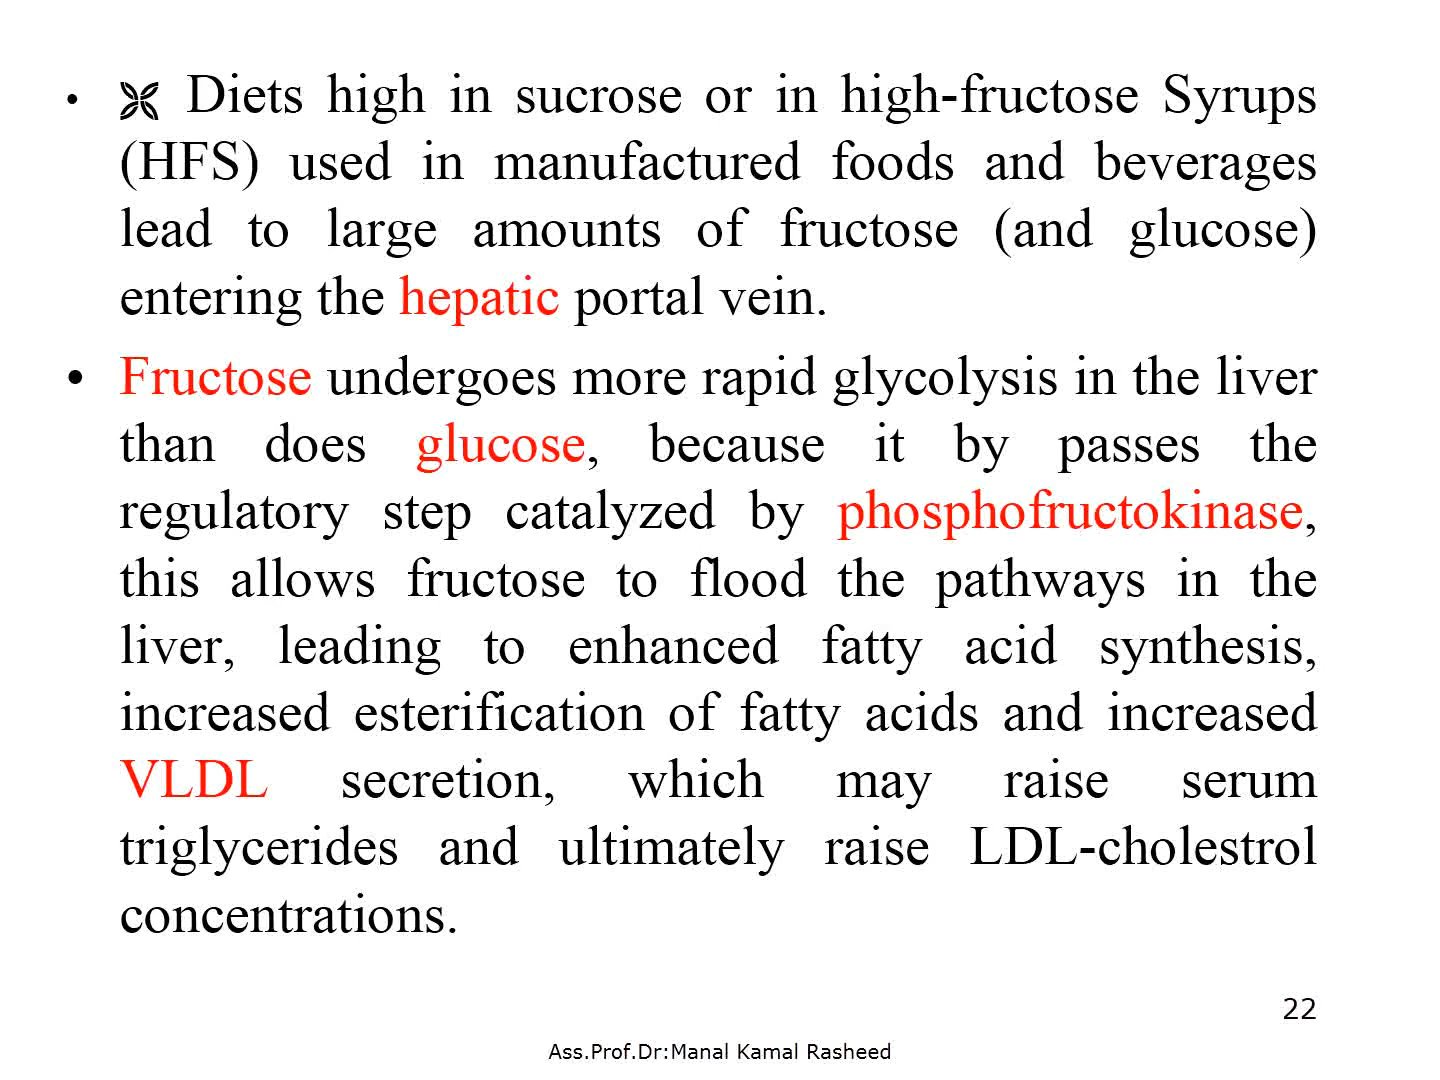 • Diets high in sucrose or in high-fructose Syrups
(HFS) used in manufactured foods and beverages
lead to large amounts of fructose (and glucose)
entering the hepatic portal vein.
• Fructose undergoes more rapid glycolysis in the liver
than does glucose, because it by passes the
regulatory step catalyzed by phosphofructokinase,
this allows fructose to flood the pathways in the
liver, leading to enhanced fatty acid synthesis,
increased esterification of fatty acids and increased
VLDL secretion, which may raise serum
triglycerides and ultimately raise LDL-cholestrol
concentrations.
22
Ass.Prof.Dr:Manal Kamal Rasheed